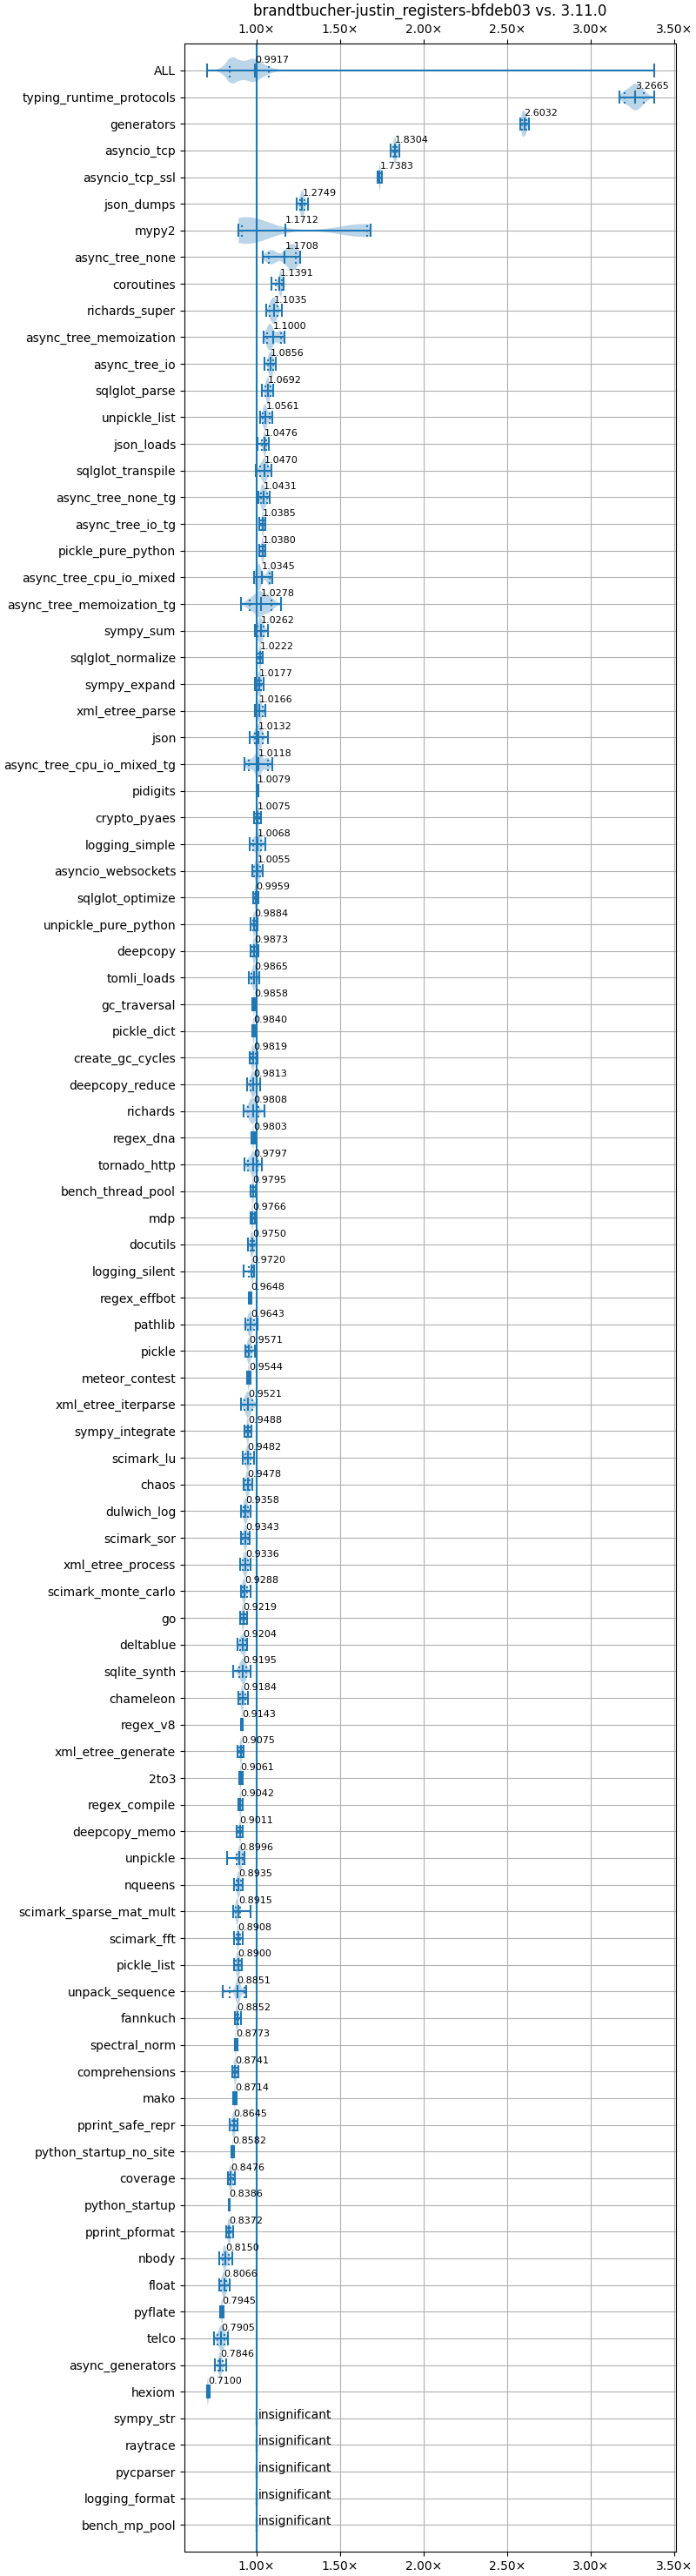 brandtbucher-justin_registers-bfdeb03 vs. 3.11.0
1.00× 1.50× 2.00× 2.50× 3.00× 3.50×
ALL 0.9917
typing_runtime_protocols 3.2665
generators 2.6032
asyncio_tcp 1.8304
asyncio_tcp_ssl 1.7383
json_dumps 1.2749
mypy2 1.1712
async_tree_none 1.1708
coroutines 1.1391
richards_super 1.1035
async_tree_memoization 1.1000
async_tree_io 1.0856
sqlglot_parse 1.0692
unpickle_list 1.0561
json_loads 1.0476
sqlglot_transpile 1.0470
async_tree_none_tg 1.0431
async_tree_io_tg 1.0385
pickle_pure_python 1.0380
async_tree_cpu_io_mixed 1.0345
async_tree_memoization_tg 1.0278
sympy_sum 1.0262
sqlglot_normalize 1.0222
sympy_expand 1.0177
xml_etree_parse 1.0166
json 1.0132
async_tree_cpu_io_mixed_tg 1.0118
pidigits 1.0079
crypto_pyaes 1.0075
logging_simple 1.0068
asyncio_websockets 1.0055
sqlglot_optimize 0.9959
unpickle_pure_python 0.9884
deepcopy 0.9873
tomli_loads 0.9865
gc_traversal 0.9858
pickle_dict 0.9840
create_gc_cycles 0.9819
deepcopy_reduce 0.9813
richards 0.9808
regex_dna 0.9803
tornado_http 0.9797
bench_thread_pool 0.9795
mdp 0.9766
docutils 0.9750
logging_silent 0.9720
regex_effbot 0.9648
pathlib 0.9643
pickle 0.9571
meteor_contest 0.9544
xml_etree_iterparse 0.9521
sympy_integrate 0.9488
scimark_lu 0.9482
chaos 0.9478
dulwich_log 0.9358
scimark_sor 0.9343
xml_etree_process 0.9336
scimark_monte_carlo 0.9288
go 0.9219
deltablue 0.9204
sqlite_synth 0.9195
chameleon 0.9184
regex_v8 0.9143
xml_etree_generate 0.9075
2to3 0.9061
regex_compile 0.9042
deepcopy_memo 0.9011
unpickle 0.8996
nqueens 0.8935
scimark_sparse_mat_mult 0.8915
scimark_fft 0.8908
pickle_list 0.8900
unpack_sequence 0.8851
fannkuch 0.8852
spectral_norm 0.8773
comprehensions 0.8741
mako 0.8714
pprint_safe_repr 0.8645
python_startup_no_site 0.8582
coverage 0.8476
python_startup 0.8386
pprint_pformat 0.8372
nbody 0.8150
float 0.8066
pyflate 0.7945
telco 0.7905
async_generators 0.7846
hexiom 0.7100
sympy_str insignificant
raytrace insignificant
pycparser insignificant
logging_format insignificant
bench_mp_pool insignificant
1.00× 1.50× 2.00× 2.50× 3.00× 3.50×